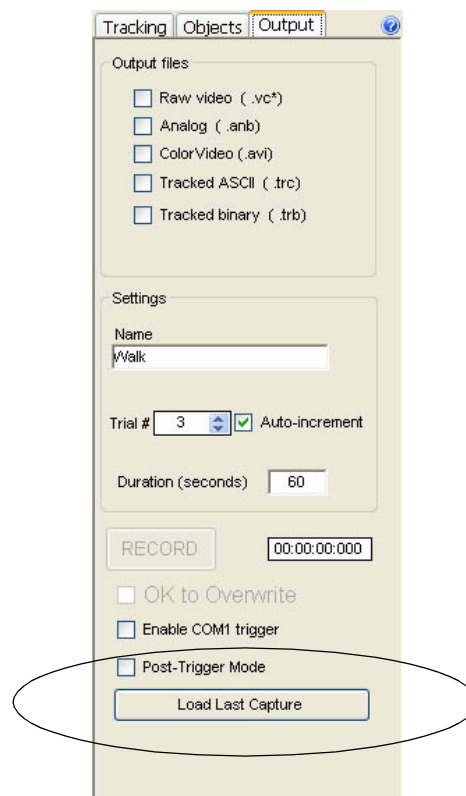 Tracking Objects Output
Output files
Raw video ( .vc*)
Analog ( .anb)
ColorVideo (.avi)
Tracked ASCII ( .trc)
Tracked binary ( .trb)
Settings
Name
Walk
Trial # 3 Auto-increment
Duration (seconds) 60
RECORD 00:00:00:000
OK to Overwrite
Enable COM1 trigger
Post-Trigger Mode
Load Last Capture